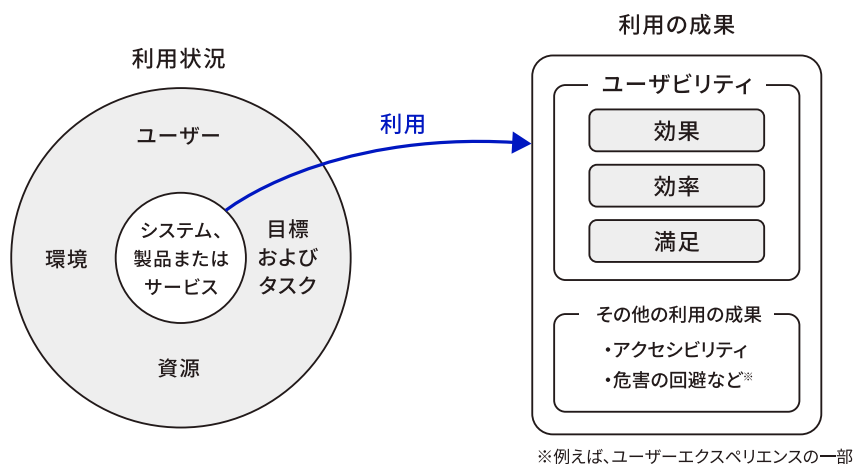 利用状況
ユーザー
環境
システム、
製品または
サービス
目標
および
タスク
資源
利用
利用の成果
ユーザビリティ
効果
効率
満足
その他の利用の成果
・アクセシビリティ
・危害の回避など※
※例えば、ユーザーエクスペリエンスの一部